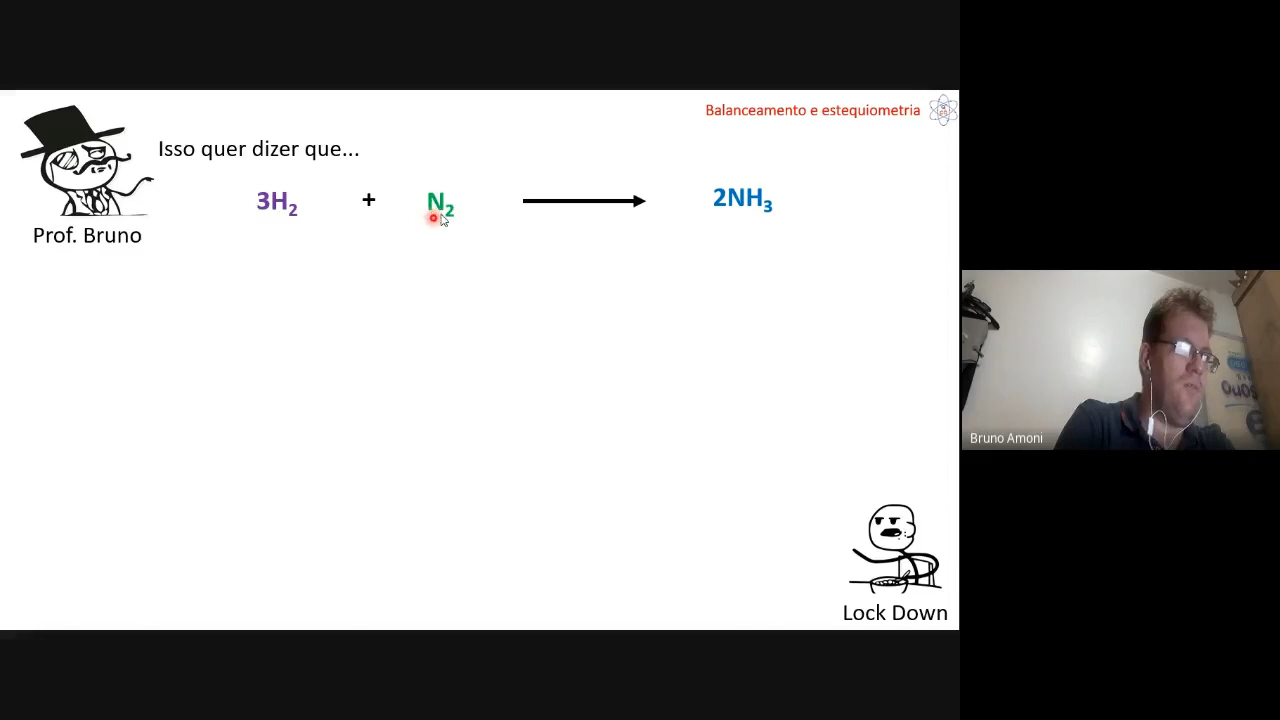 Balanceamento e estequiometria
Isso quer dizer que...
3H₂ + N₂ → 2NH₃
Prof. Bruno
Bruno Amoni
Lock Down